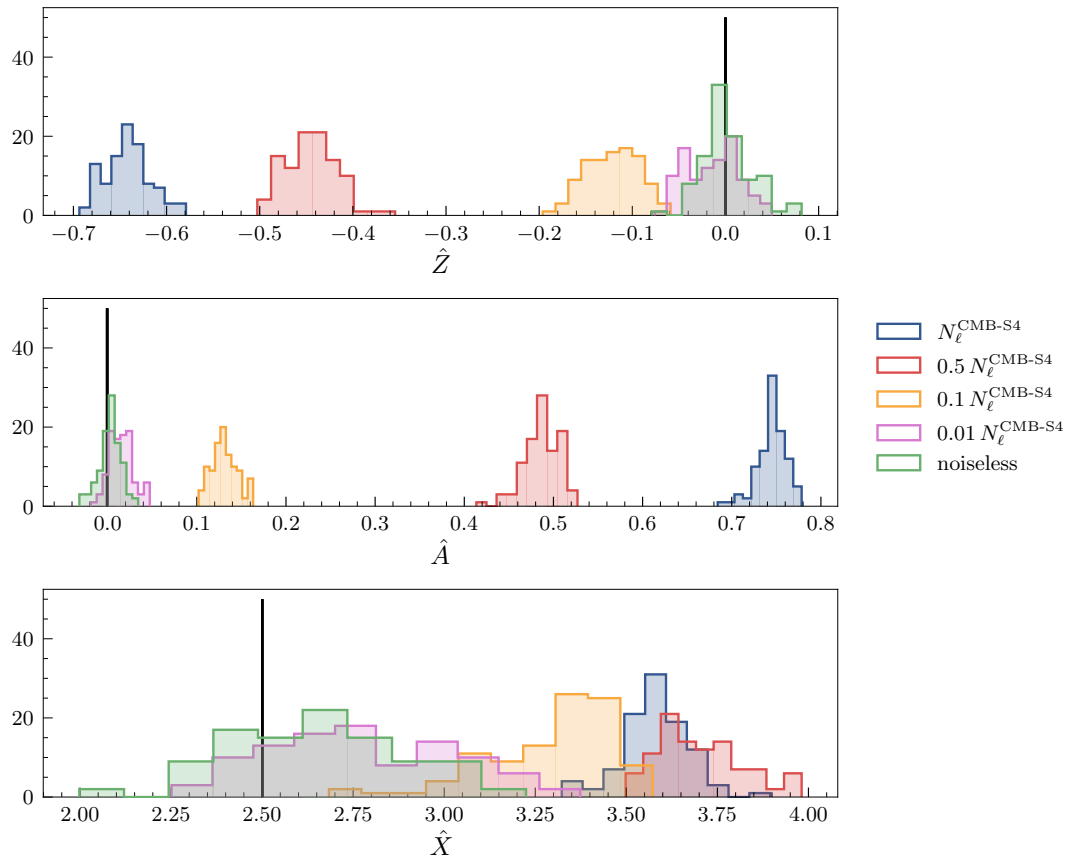 40
20
0
−0.7 −0.6 −0.5 −0.4 −0.3 −0.2 −0.1 0.0 0.1
Ẑ
40
20
0
0.0 0.1 0.2 0.3 0.4 0.5 0.6 0.7 0.8
Â
N_ℓ^CMB-S4
0.5 N_ℓ^CMB-S4
0.1 N_ℓ^CMB-S4
0.01 N_ℓ^CMB-S4
noiseless
40
20
0
2.00 2.25 2.50 2.75 3.00 3.25 3.50 3.75 4.00
X̂